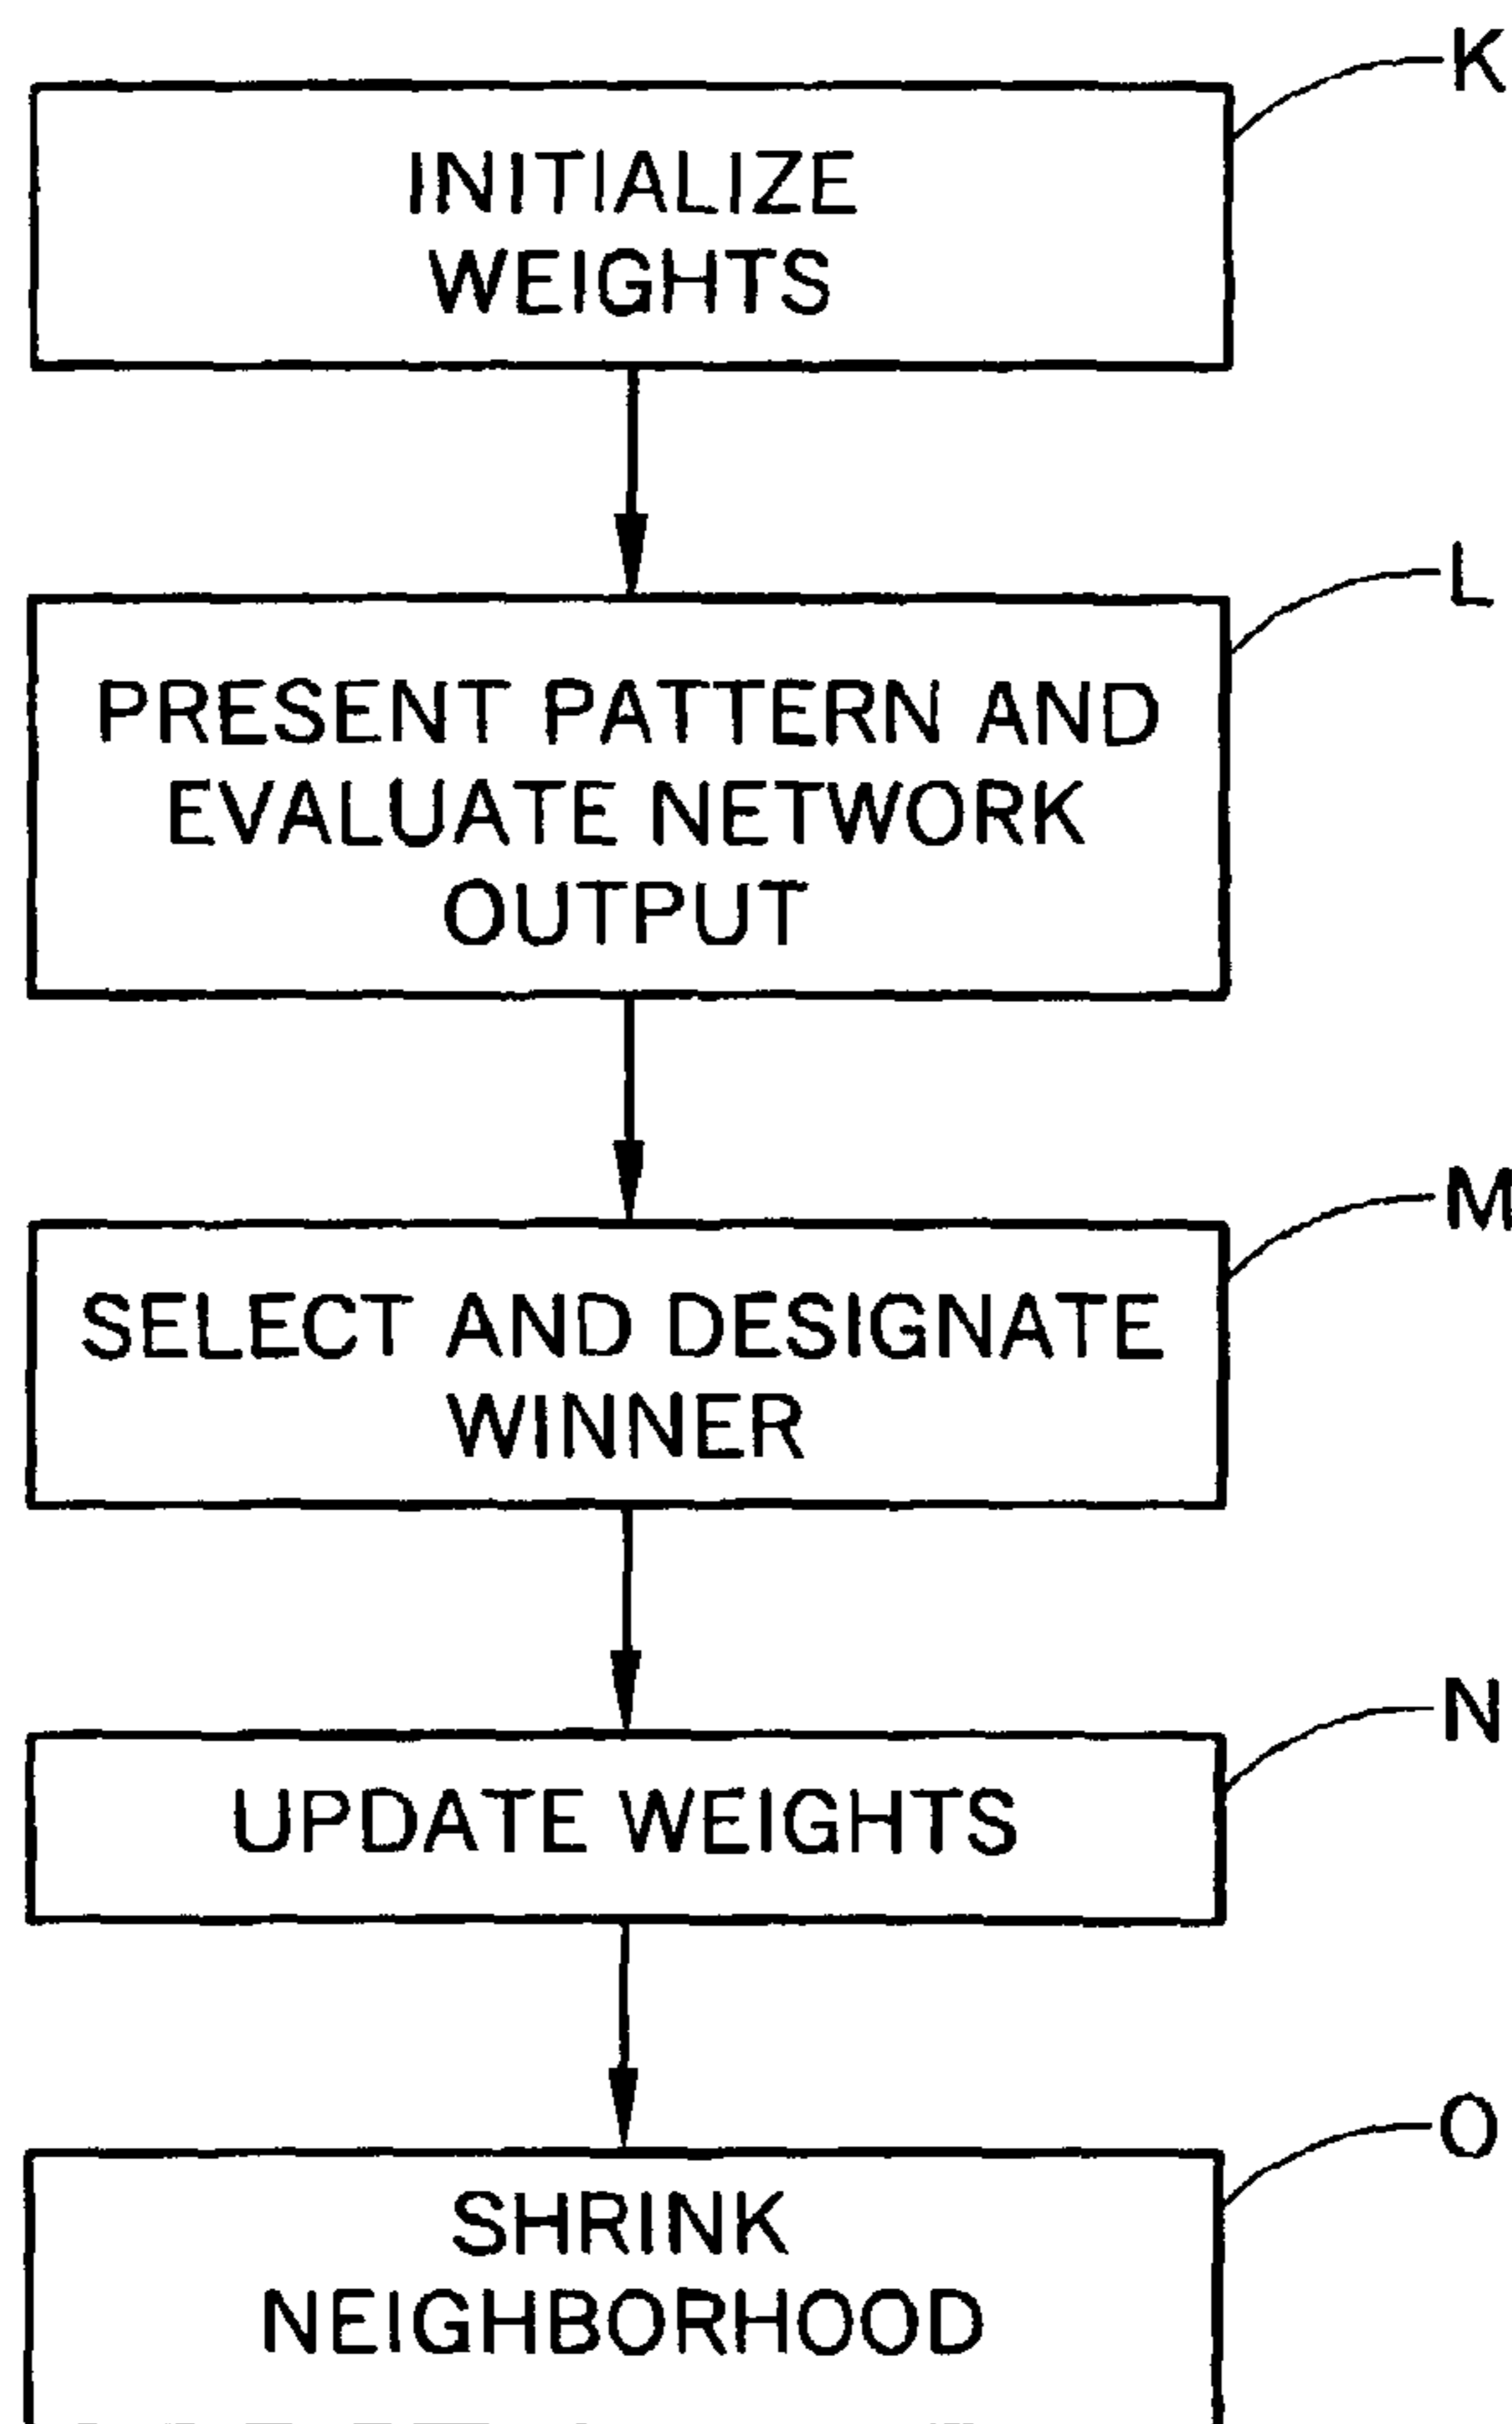 K
INITIALIZE
WEIGHTS
L
PRESENT PATTERN AND
EVALUATE NETWORK
OUTPUT
M
SELECT AND DESIGNATE
WINNER
N
UPDATE WEIGHTS
O
SHRINK
NEIGHBORHOOD